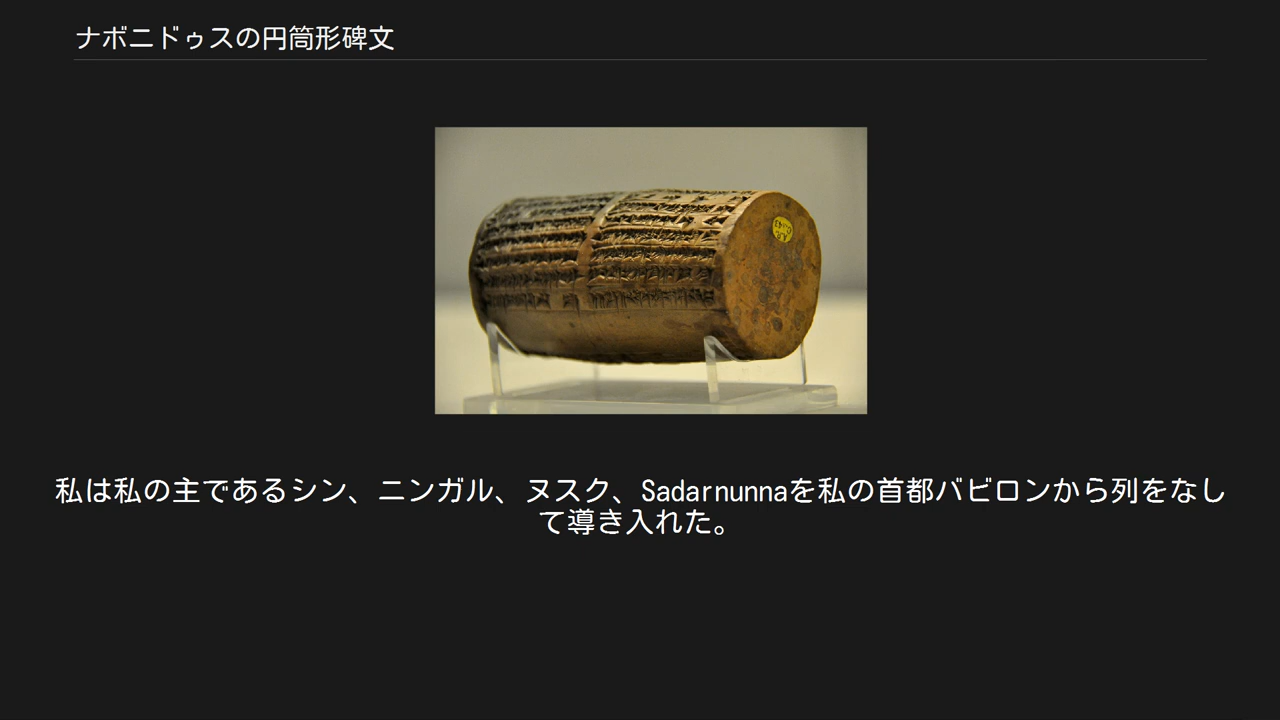 ナボニドゥスの円筒形碑文
私は私の主であるシン、ニンガル、ヌスク、Sadarnunnaを私の首都バビロンから列をなし
て導き入れた。